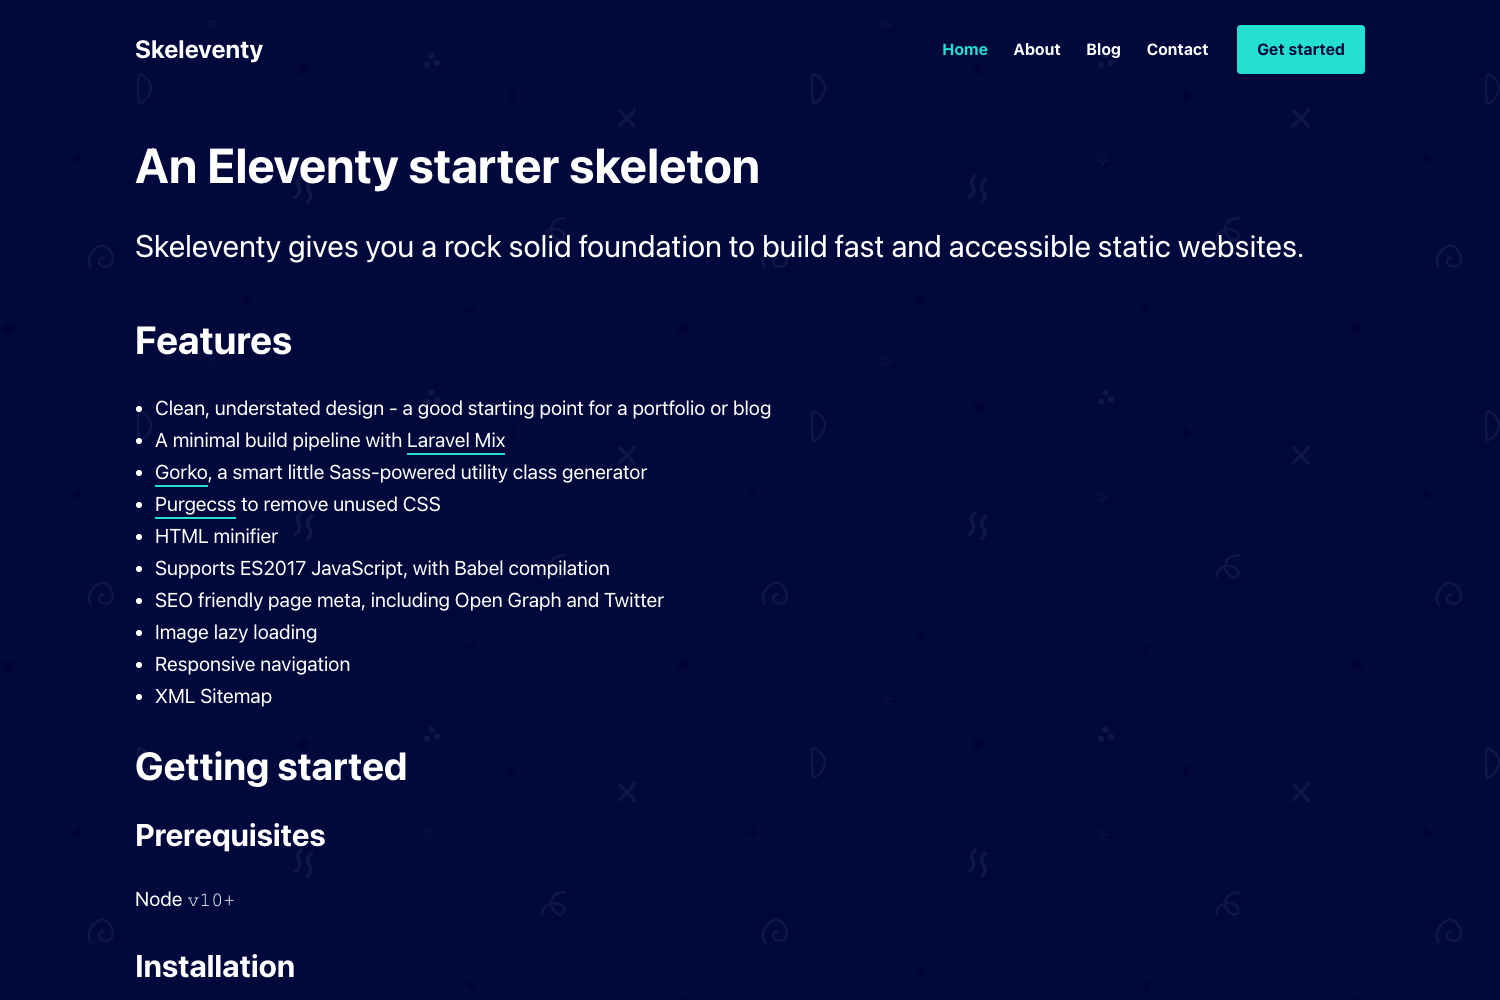 Skeleventy
Home About Blog Contact Get started
An Eleventy starter skeleton
Skeleventy gives you a rock solid foundation to build fast and accessible static websites.
Features
• Clean, understated design - a good starting point for a portfolio or blog
• A minimal build pipeline with Laravel Mix
• Gorko, a smart little Sass-powered utility class generator
• Purgecss to remove unused CSS
• HTML minifier
• Supports ES2017 JavaScript, with Babel compilation
• SEO friendly page meta, including Open Graph and Twitter
• Image lazy loading
• Responsive navigation
• XML Sitemap
Getting started
Prerequisites
Node v10+
Installation